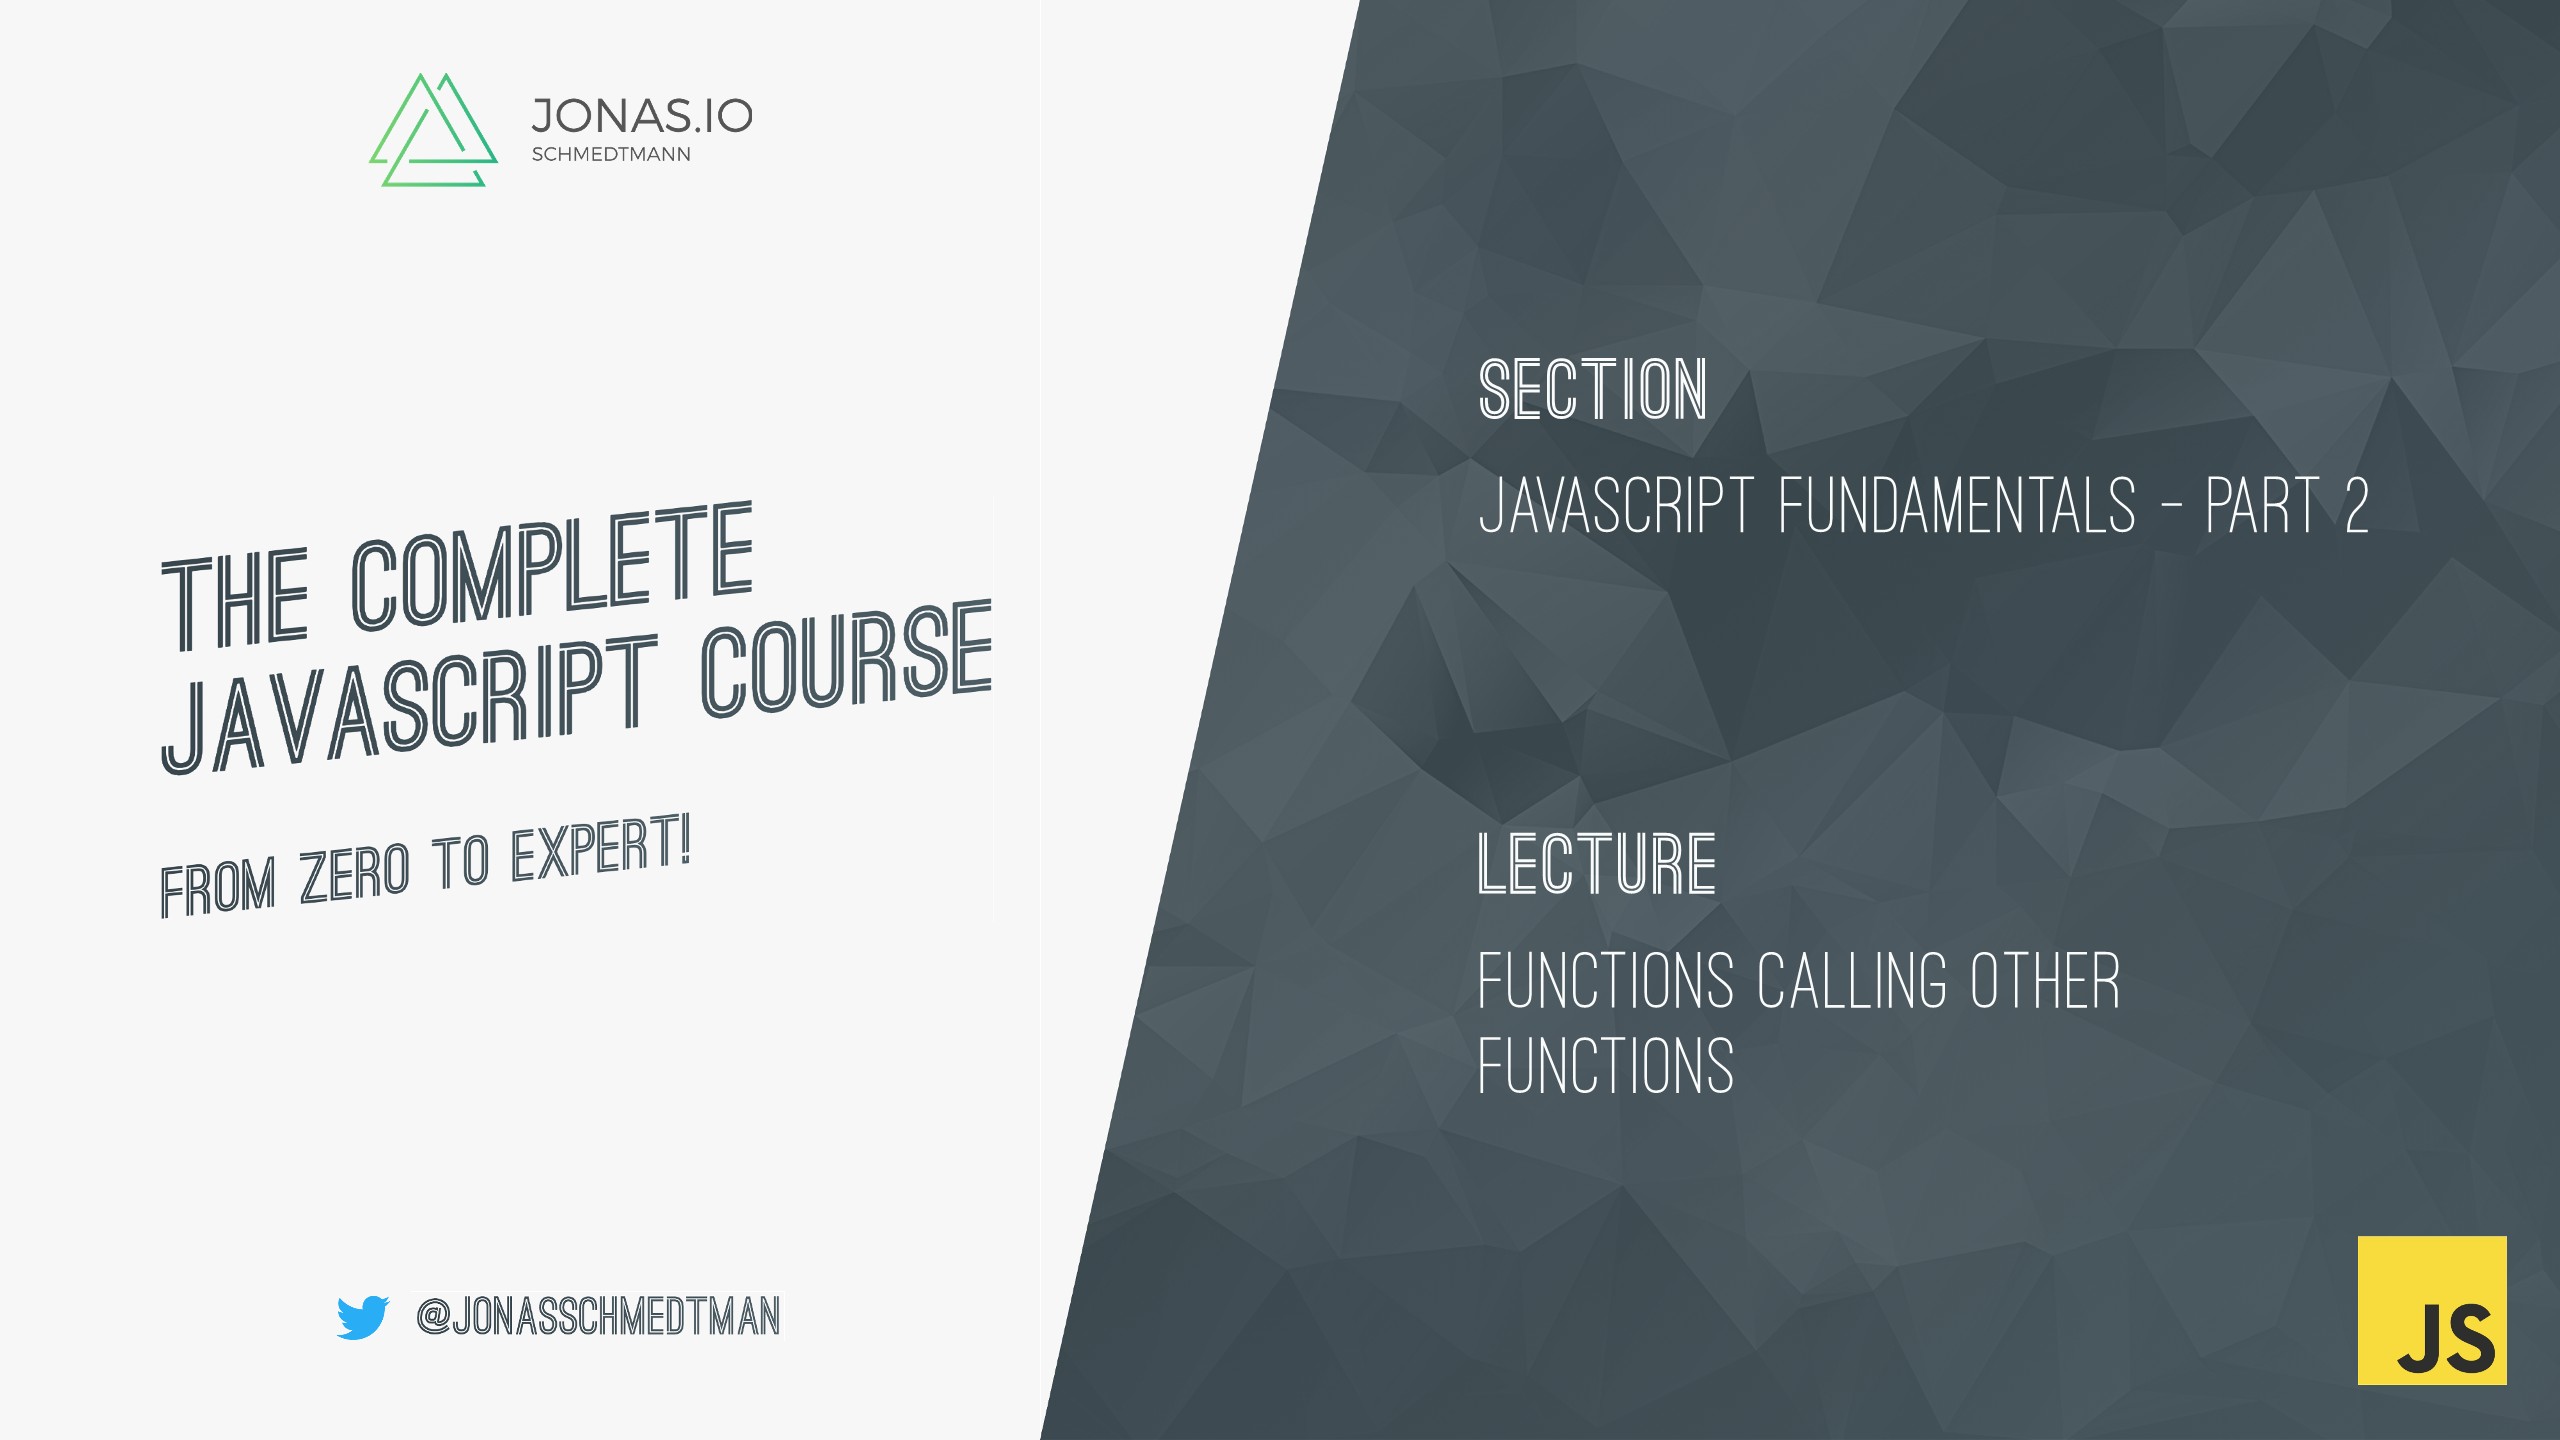 JONAS.IO
SCHMEDTMANN
THE COMPLETE
JAVASCRIPT COURSE
FROM ZERO TO EXPERT!
@JONASSCHMEDTMAN
SECTION
JAVASCRIPT FUNDAMENTALS – PART 2
LECTURE
FUNCTIONS CALLING OTHER
FUNCTIONS
JS